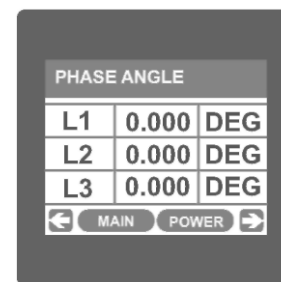 PHASE ANGLE
L1 0.000 DEG
L2 0.000 DEG
L3 0.000 DEG
MAIN POWER